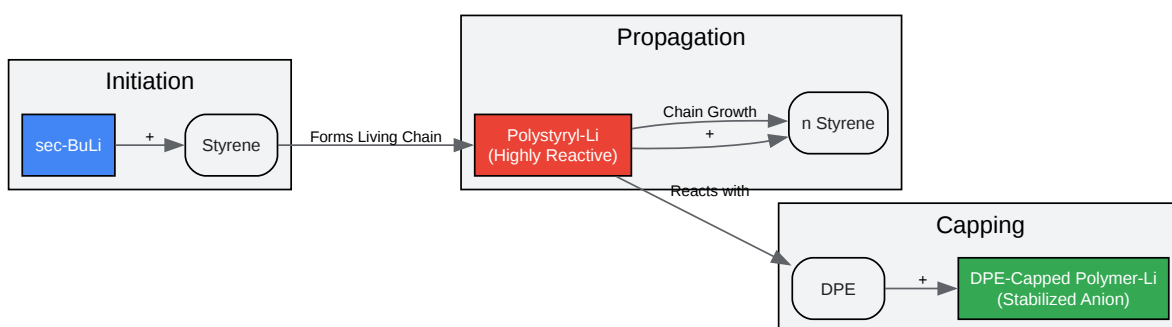 Initiation
sec-BuLi
+
Styrene
Forms Living Chain
Propagation
Polystyryl-Li
(Highly Reactive)
Chain Growth
+
n Styrene
Reacts with
Capping
DPE
+
DPE-Capped Polymer-Li
(Stabilized Anion)